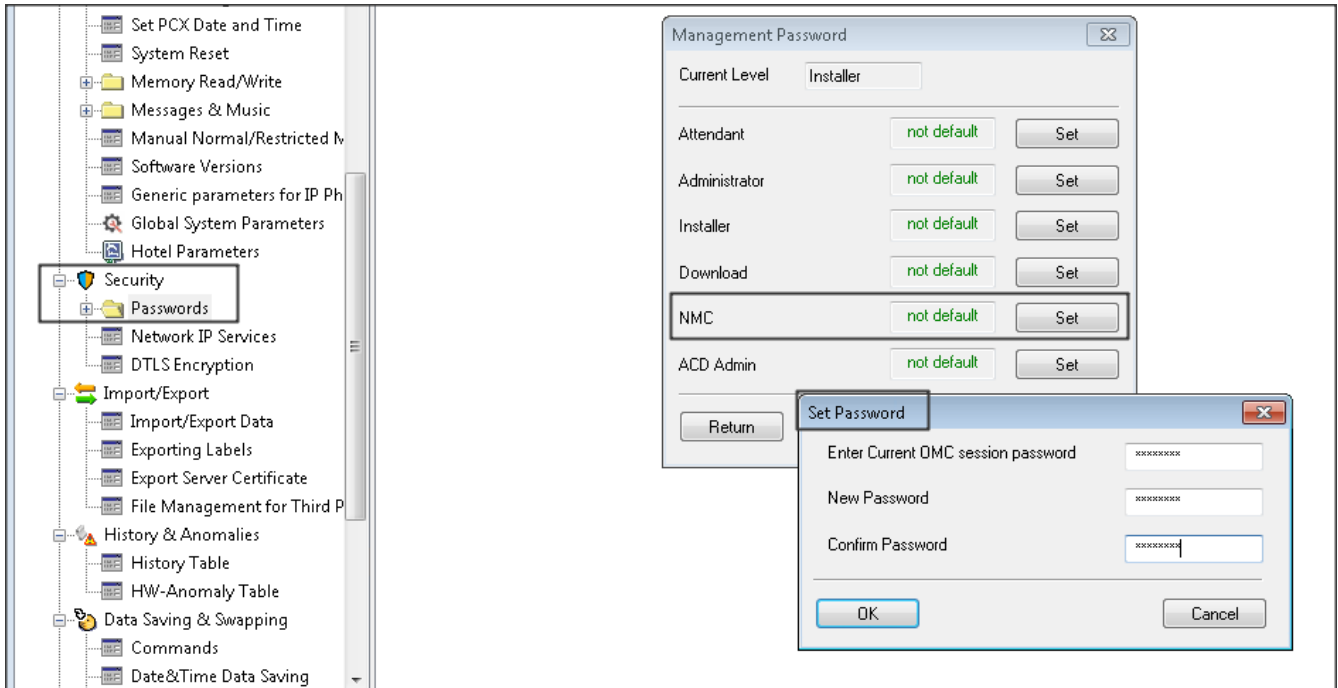 Set PCX Date and Time
System Reset
Memory Read/Write
Messages & Music
Manual Normal/Restricted M
Software Versions
Generic parameters for IP Ph
Global System Parameters
Hotel Parameters
Security
Passwords
Network IP Services
DTLS Encryption
Import/Export
Import/Export Data
Exporting Labels
Export Server Certificate
File Management for Third P
History & Anomalies
History Table
HW-Anomaly Table
Data Saving & Swapping
Commands
Date&Time Data Saving
Management Password
Current Level Installer
Attendant not default Set
Administrator not default Set
Installer not default Set
Download not default Set
NMC not default Set
ACD Admin not default Set
Return
Set Password
Enter Current OMC session password ××××××××
New Password ××××××××
Confirm Password ××××××××
OK Cancel